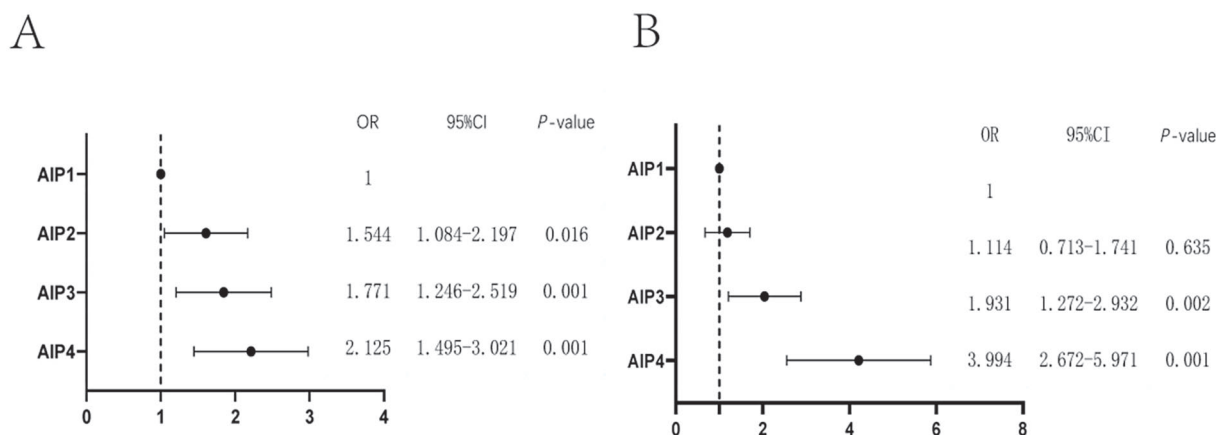 A
OR 95%CI P-value
AIP1 1
AIP2 1.544 1.084-2.197 0.016
AIP3 1.771 1.246-2.519 0.001
AIP4 2.125 1.495-3.021 0.001
0 1 2 3 4
B
OR 95%CI P-value
AIP1 1
AIP2 1.114 0.713-1.741 0.635
AIP3 1.931 1.272-2.932 0.002
AIP4 3.994 2.672-5.971 0.001
0 2 4 6 8